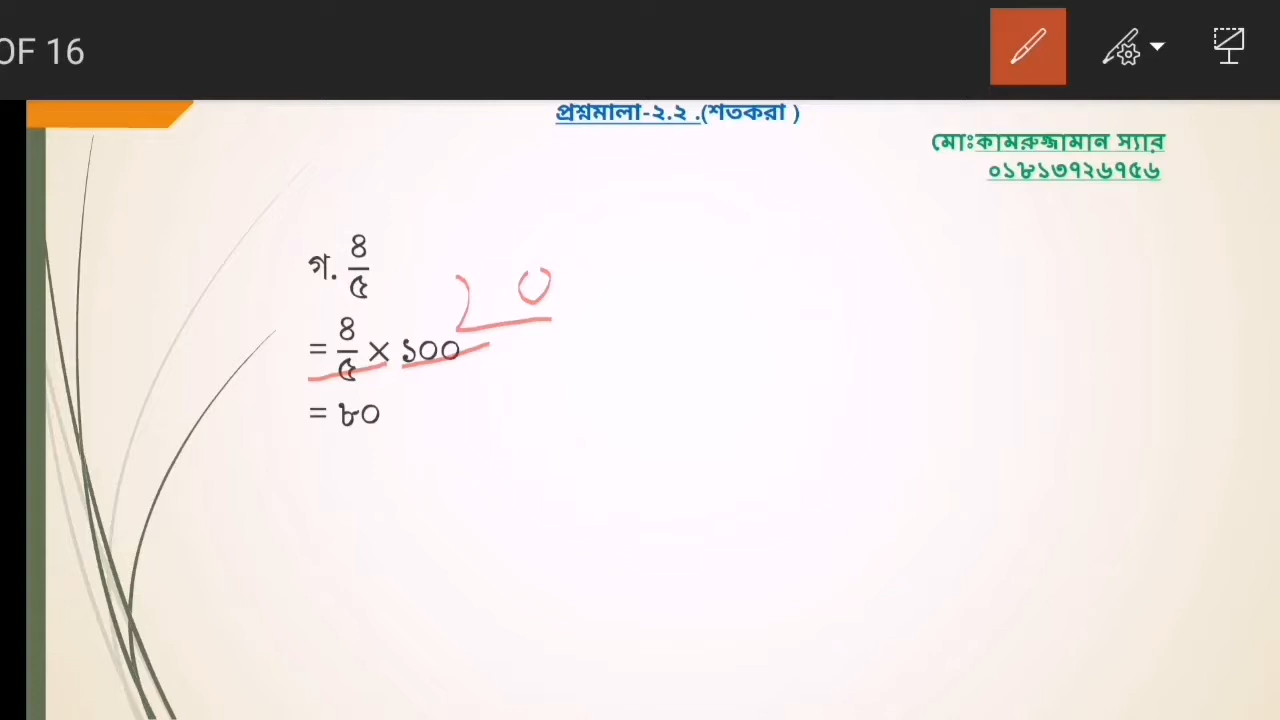 OF 16
প্রশ্নমালা-২.২ .(শতকরা )
মোঃকামরুজ্জামান স্যার
০১৮১৩৭২৬৭৫৬
গ. ৪/৫
= ৪/৫ × ১০০
২০
= ৮০